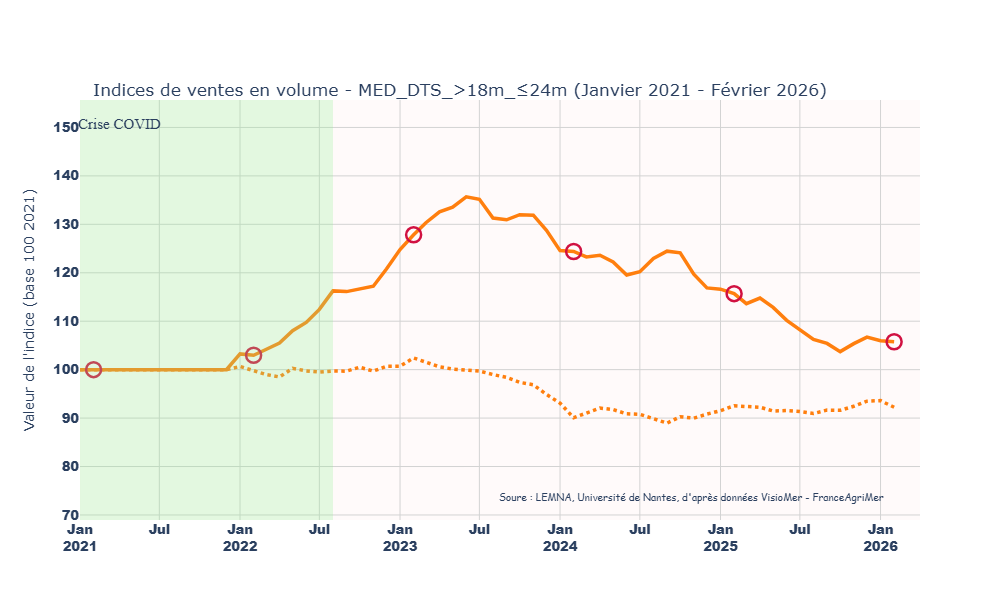 Indices de ventes en volume - MED_DTS_>18m_≤24m (Janvier 2021 - Février 2026)
Crise COVID
Valeur de l'indice (base 100 2021)
150
140
130
120
110
100
90
80
70
Soure : LEMNA, Université de Nantes, d'après données VisioMer - FranceAgriMer
Jan Jul Jan Jul Jan Jul Jan Jul Jan Jul Jan
2021 2022 2023 2024 2025 2026